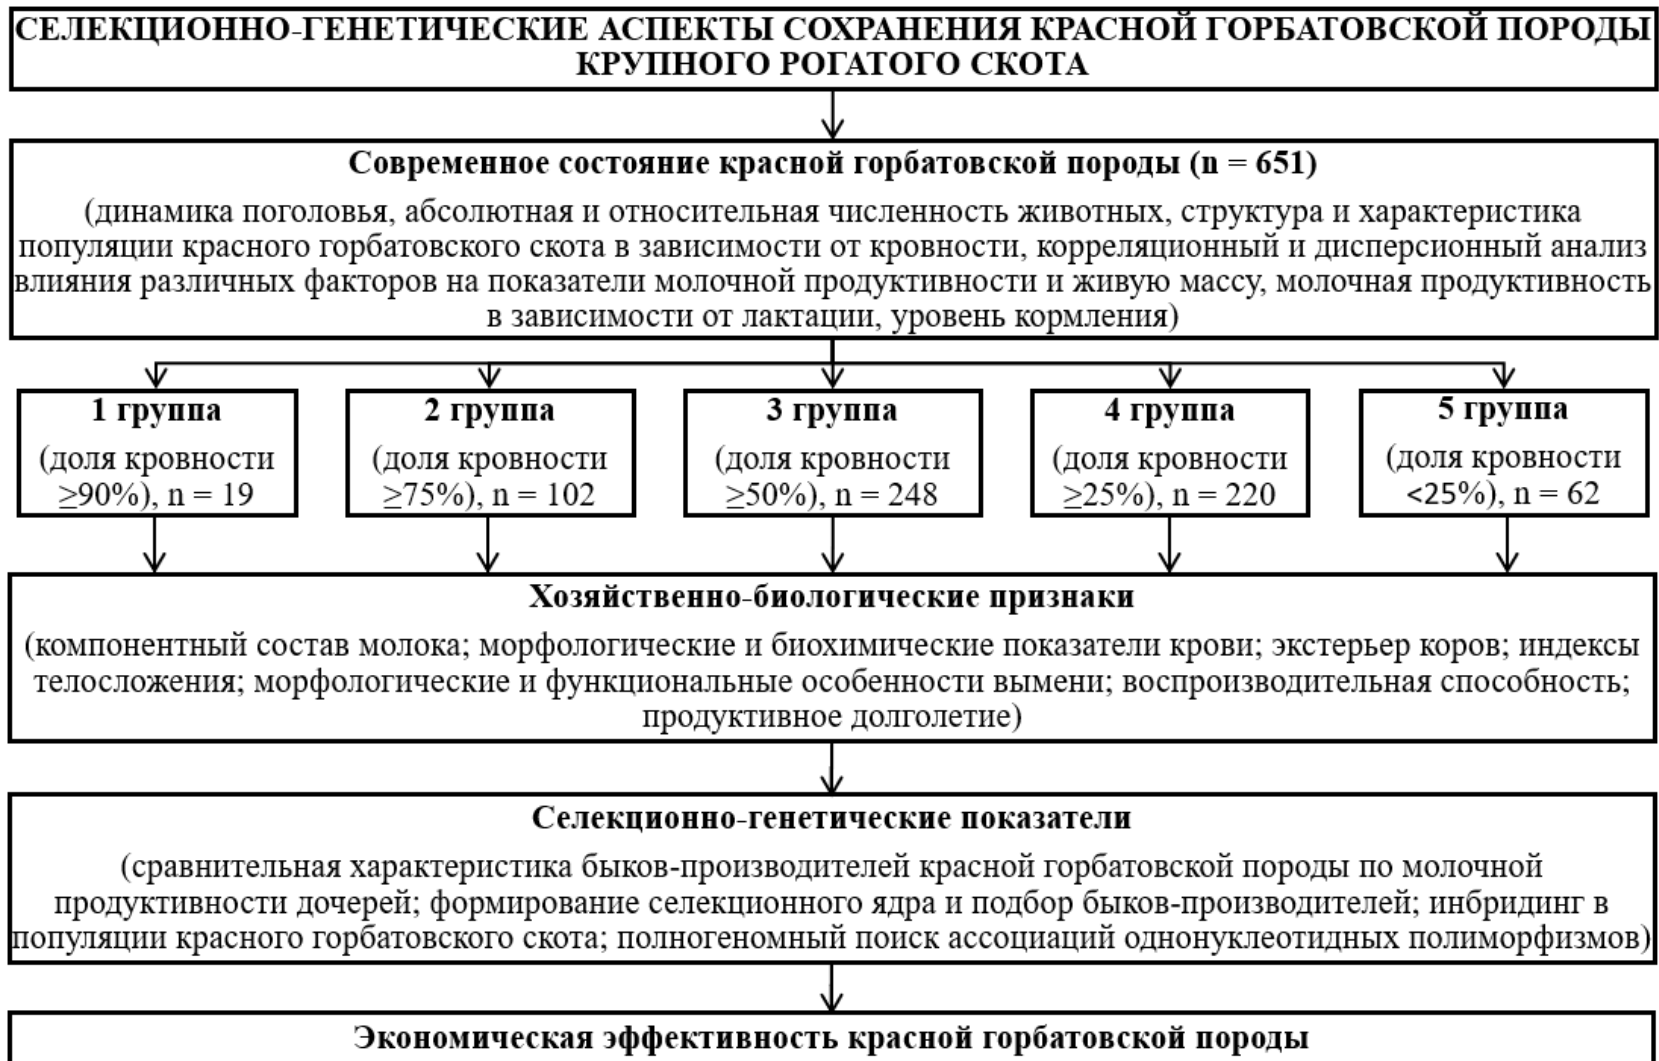 СЕЛЕКЦИОННО-ГЕНЕТИЧЕСКИЕ АСПЕКТЫ СОХРАНЕНИЯ КРАСНОЙ ГОРБАТОВСКОЙ ПОРОДЫ
КРУПНОГО РОГАТОГО СКОТА
Современное состояние красной горбатовской породы (n = 651)
(динамика поголовья, абсолютная и относительная численность животных, структура и характеристика
популяции красного горбатовского скота в зависимости от кровности, корреляционный и дисперсионный анализ
влияния различных факторов на показатели молочной продуктивности и живую массу, молочная продуктивность
в зависимости от лактации, уровень кормления)
1 группа
(доля кровности
≥90%), n = 19
2 группа
(доля кровности
≥75%), n = 102
3 группа
(доля кровности
≥50%), n = 248
4 группа
(доля кровности
≥25%), n = 220
5 группа
(доля кровности
<25%), n = 62
Хозяйственно-биологические признаки
(компонентный состав молока; морфологические и биохимические показатели крови; экстерьер коров; индексы
телосложения; морфологические и функциональные особенности вымени; воспроизводительная способность;
продуктивное долголетие)
Селекционно-генетические показатели
(сравнительная характеристика быков-производителей красной горбатовской породы по молочной
продуктивности дочерей; формирование селекционного ядра и подбор быков-производителей; инбридинг в
популяции красного горбатовского скота; полногеномный поиск ассоциаций однонуклеотидных полиморфизмов)
Экономическая эффективность красной горбатовской породы